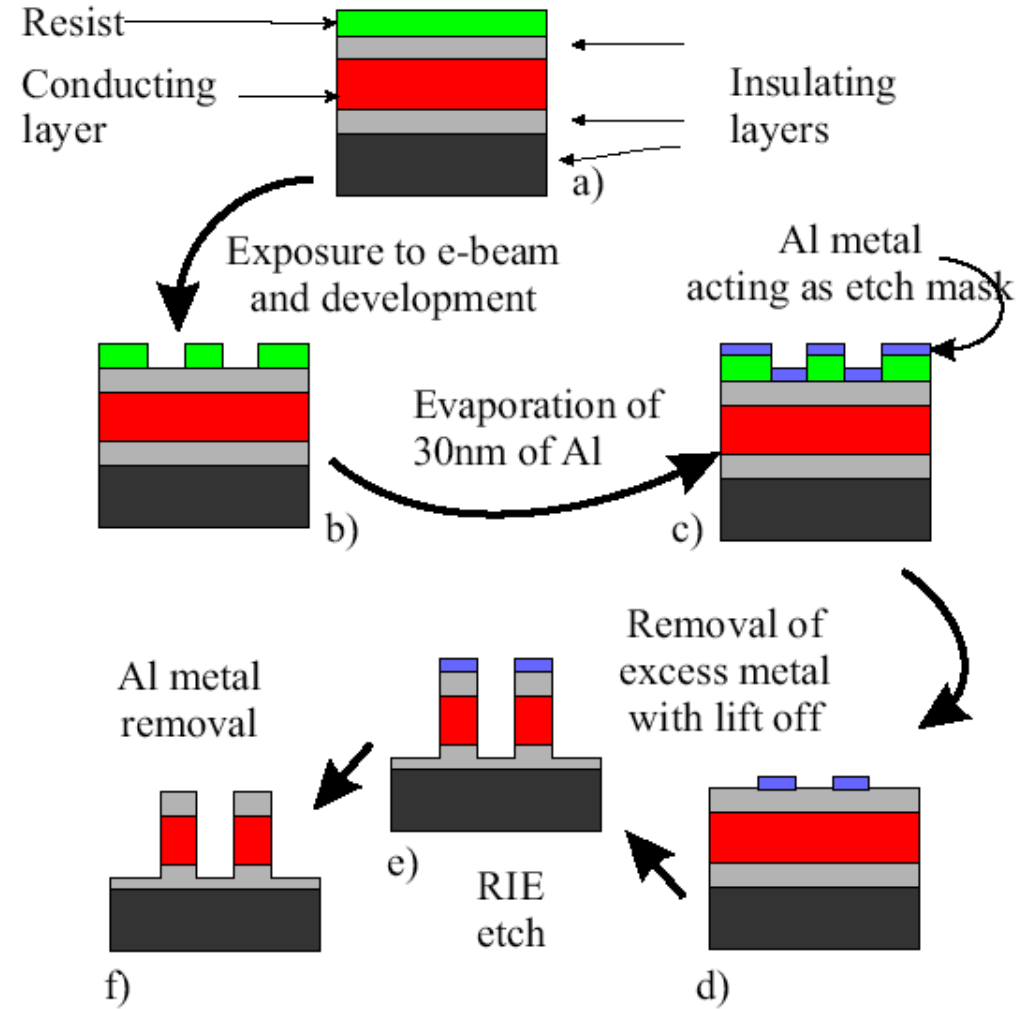 Resist
Conducting
layer
Insulating
layers
a)
Exposure to e-beam
and development
Al metal
acting as etch mask
b)
Evaporation of
30nm of Al
c)
Removal of
excess metal
with lift off
d)
RIE
etch
e)
Al metal
removal
f)